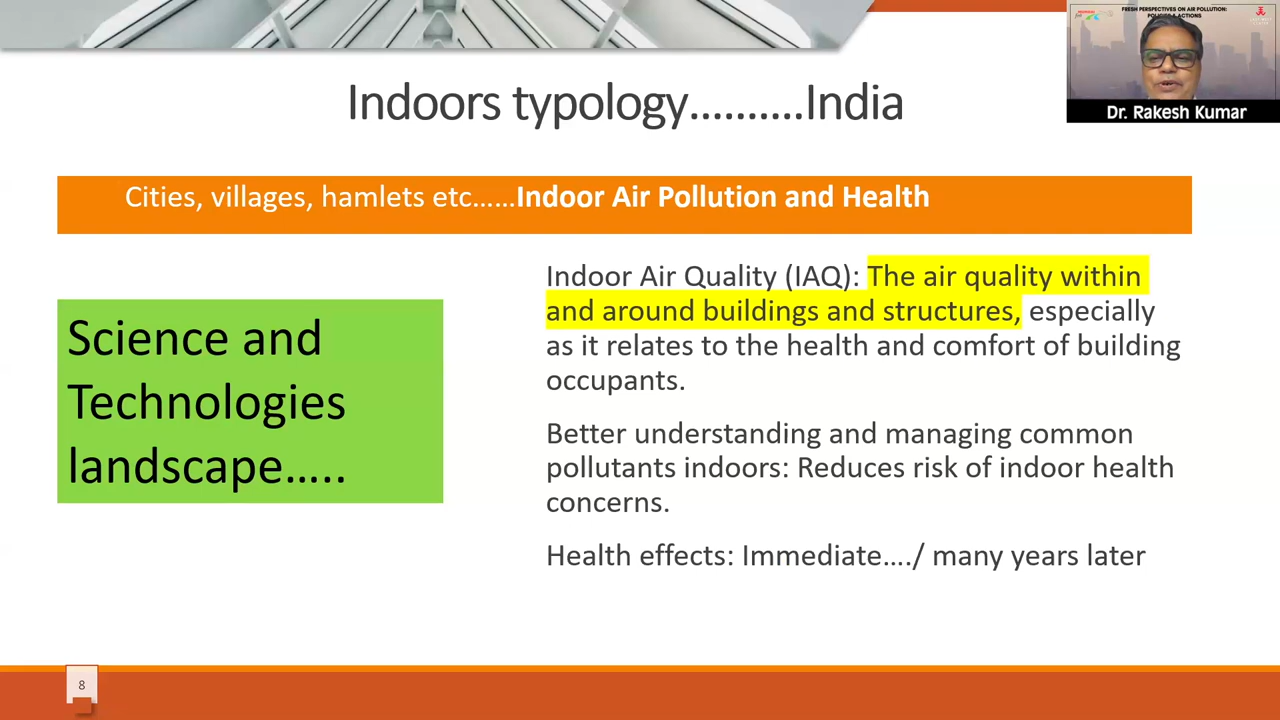 FRESH PERSPECTIVES ON AIR POLLUTION:
POLICIES & ACTIONS
Dr. Rakesh Kumar
Indoors typology..........India
Cities, villages, hamlets etc......Indoor Air Pollution and Health
Science and
Technologies
landscape.....
Indoor Air Quality (IAQ): The air quality within
and around buildings and structures, especially
as it relates to the health and comfort of building
occupants.
Better understanding and managing common
pollutants indoors: Reduces risk of indoor health
concerns.
Health effects: Immediate..../ many years later
8